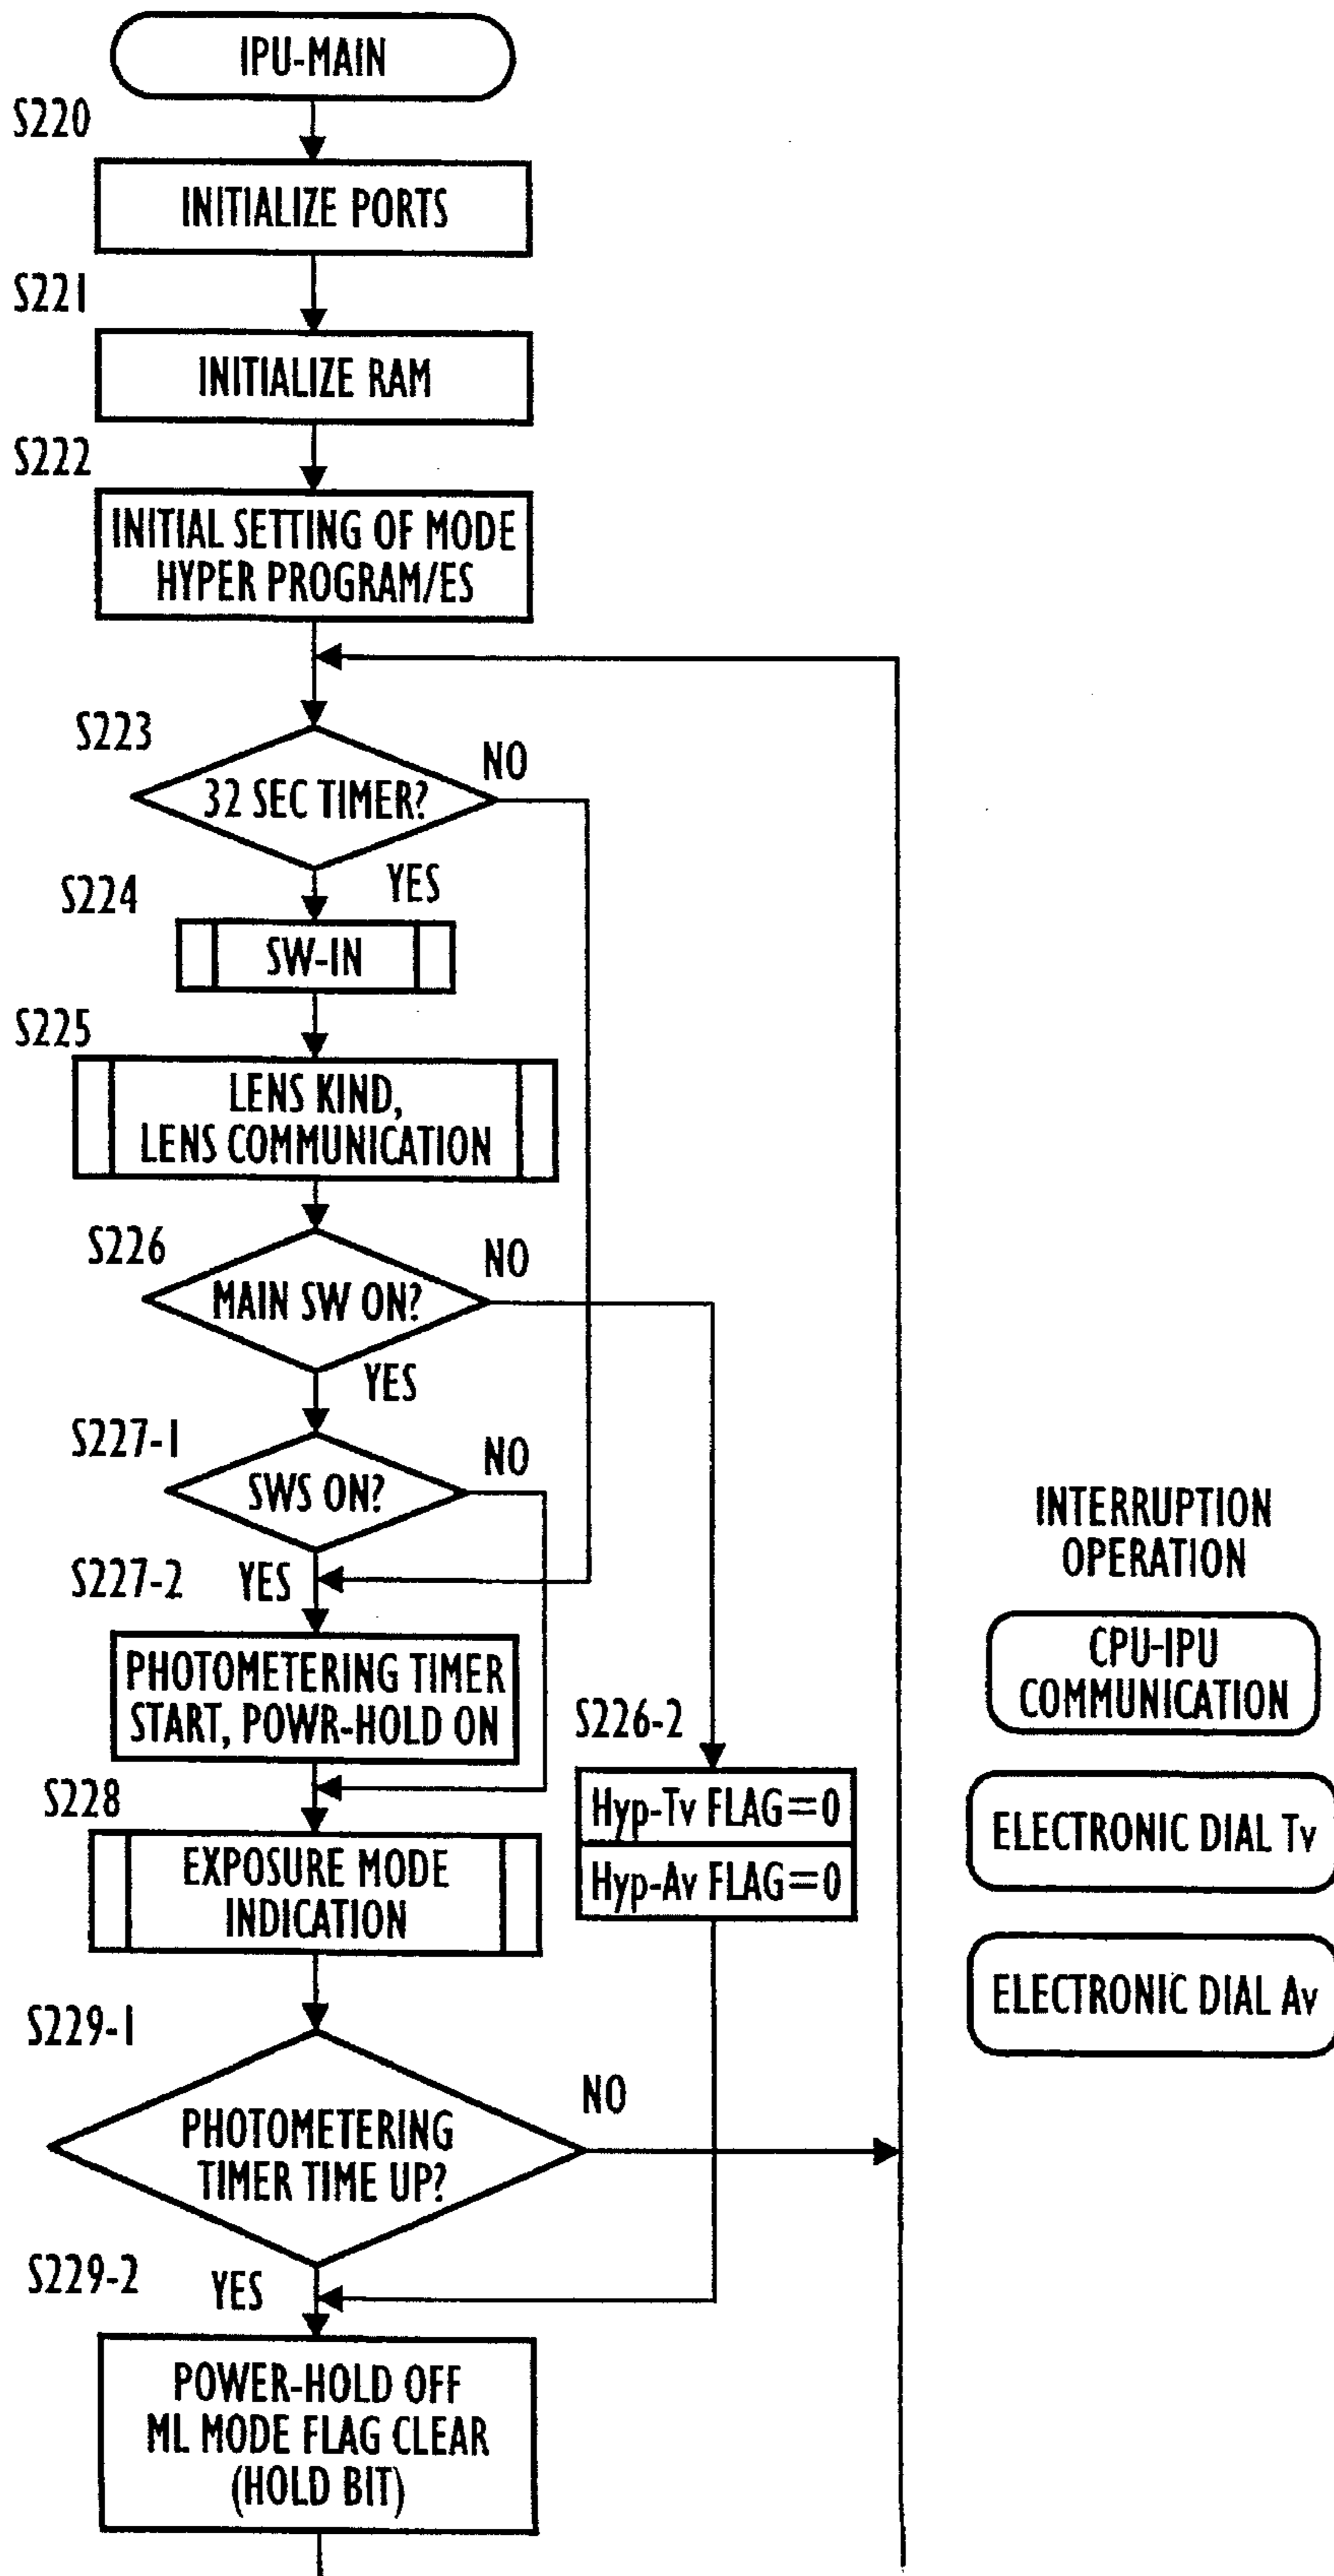 IPU-MAIN
S220
INITIALIZE PORTS
S221
INITIALIZE RAM
S222
INITIAL SETTING OF MODE
HYPER PROGRAM/ES
S223
32 SEC TIMER?
NO
YES
S224
SW-IN
S225
LENS KIND,
LENS COMMUNICATION
S226
MAIN SW ON?
NO
YES
S227-1
SWS ON?
NO
S227-2
YES
PHOTOMETERING TIMER
START, POWR-HOLD ON
S226-2
Hyp-Tv FLAG=0
Hyp-Av FLAG=0
S228
EXPOSURE MODE
INDICATION
S229-1
PHOTOMETERING
TIMER TIME UP?
NO
S229-2
YES
POWER-HOLD OFF
ML MODE FLAG CLEAR
(HOLD BIT)
INTERRUPTION
OPERATION
CPU-IPU
COMMUNICATION
ELECTRONIC DIAL Tv
ELECTRONIC DIAL Av